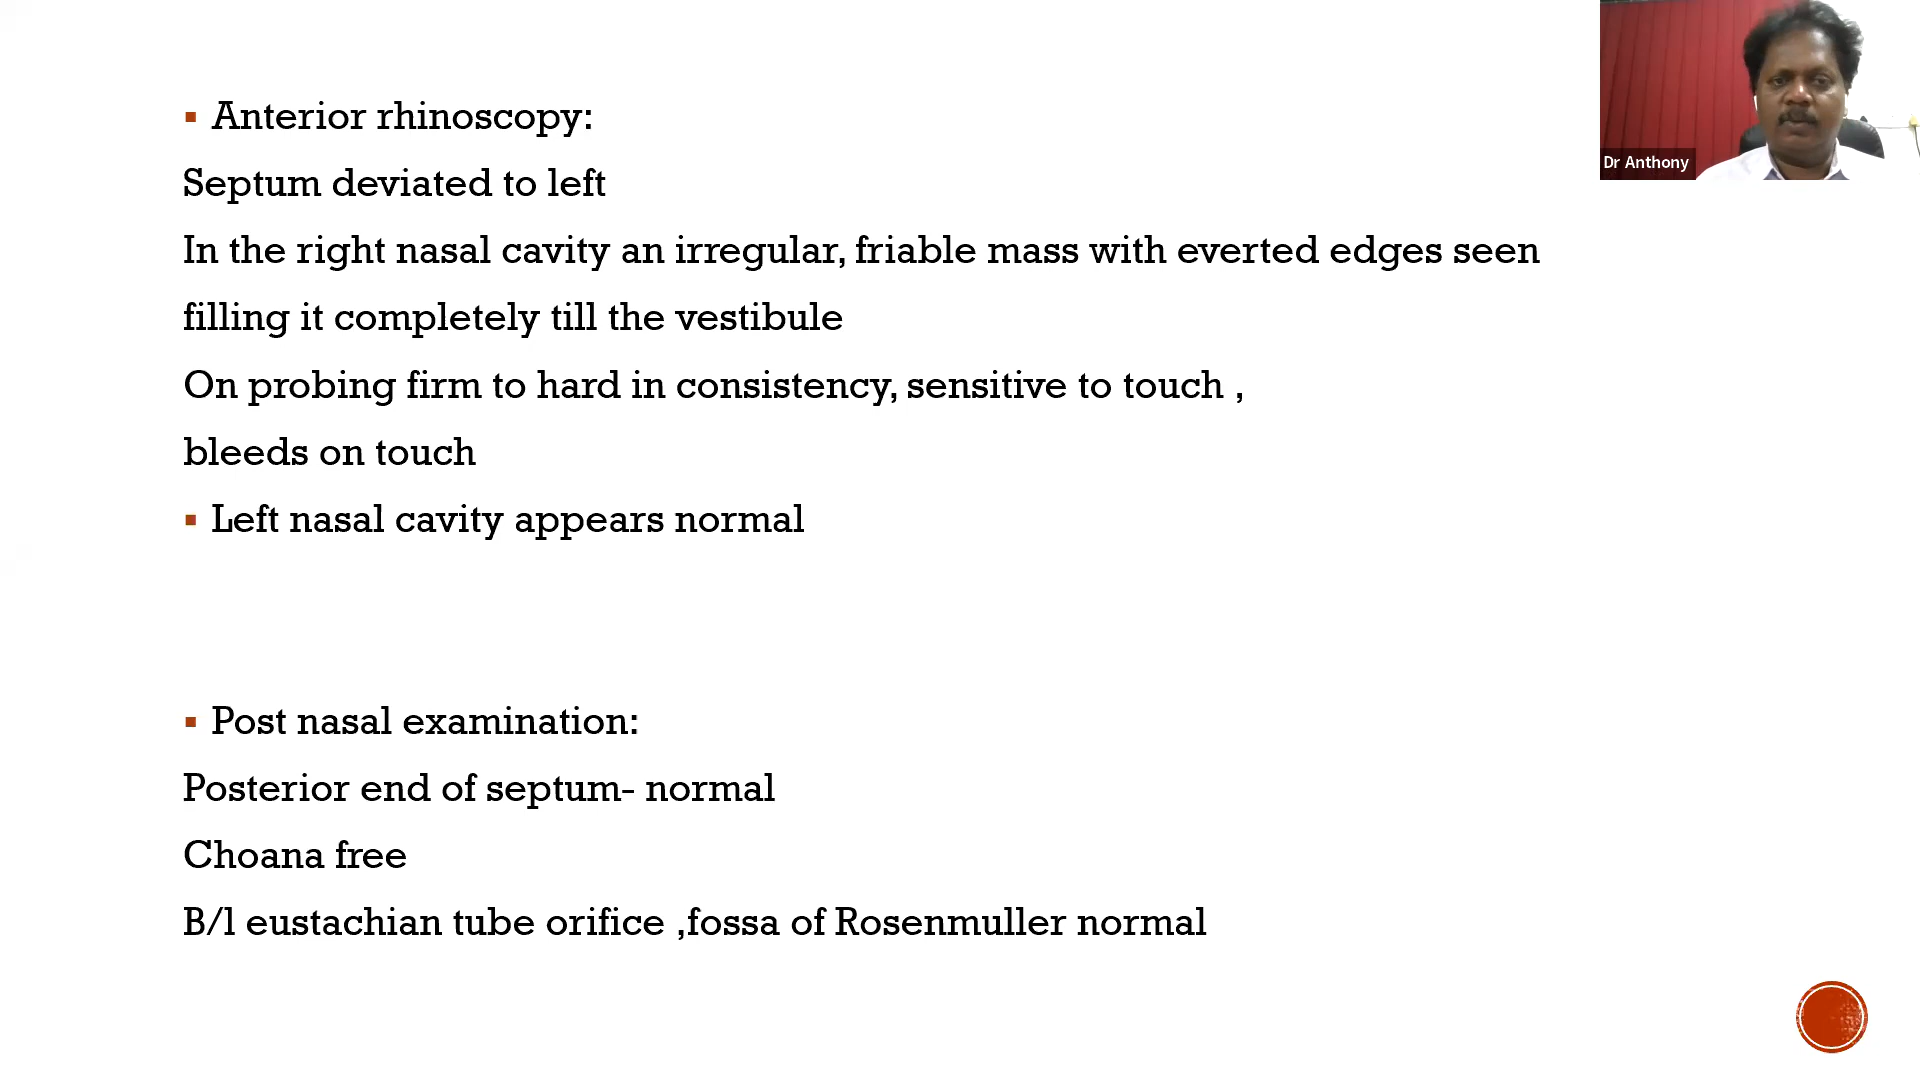 Anterior rhinoscopy:
Septum deviated to left
In the right nasal cavity an irregular, friable mass with everted edges seen
filling it completely till the vestibule
On probing firm to hard in consistency, sensitive to touch ,
bleeds on touch
Left nasal cavity appears normal
Post nasal examination:
Posterior end of septum- normal
Choana free
B/l eustachian tube orifice ,fossa of Rosenmuller normal
Dr Anthony